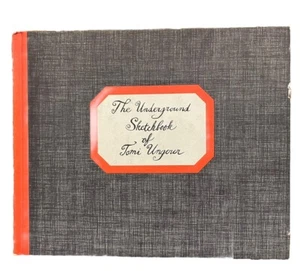 The Underground
Sketchbook
of
Tomi Ungerer